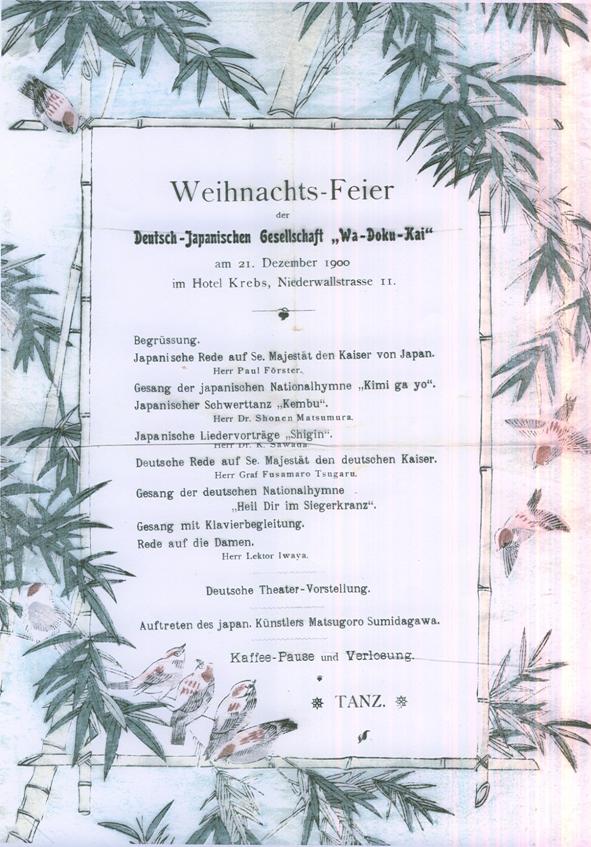 Weihnachts-Feier
der
Deutsch-Japanischen Gesellschaft „Wa-Doku-Kai“
am 21. Dezember 1900
im Hotel Krebs, Niederwallstrasse 11.
Begrüssung.
Japanische Rede auf Se. Majestät den Kaiser von Japan.
Herr Paul Förster.
Gesang der japanischen Nationalhymne „Kimi ga yo“.
Japanischer Schwerttanz „Kembu“.
Herr Dr. Shonen Matsumura.
Japanische Liedervorträge „Shigin“.
Herr Dr. K. Sawada.
Deutsche Rede auf Se. Majestät den deutschen Kaiser.
Herr Graf Fusamaro Tsugaru.
Gesang der deutschen Nationalhymne
„Heil Dir im Siegerkranz“.
Gesang mit Klavierbegleitung.
Rede auf die Damen.
Herr Lektor Iwaya.
Deutsche Theater-Vorstellung.
Auftreten des japan. Künstlers Matsugoro Sumidagawa.
Kaffee-Pause und Verlosung.
TANZ.